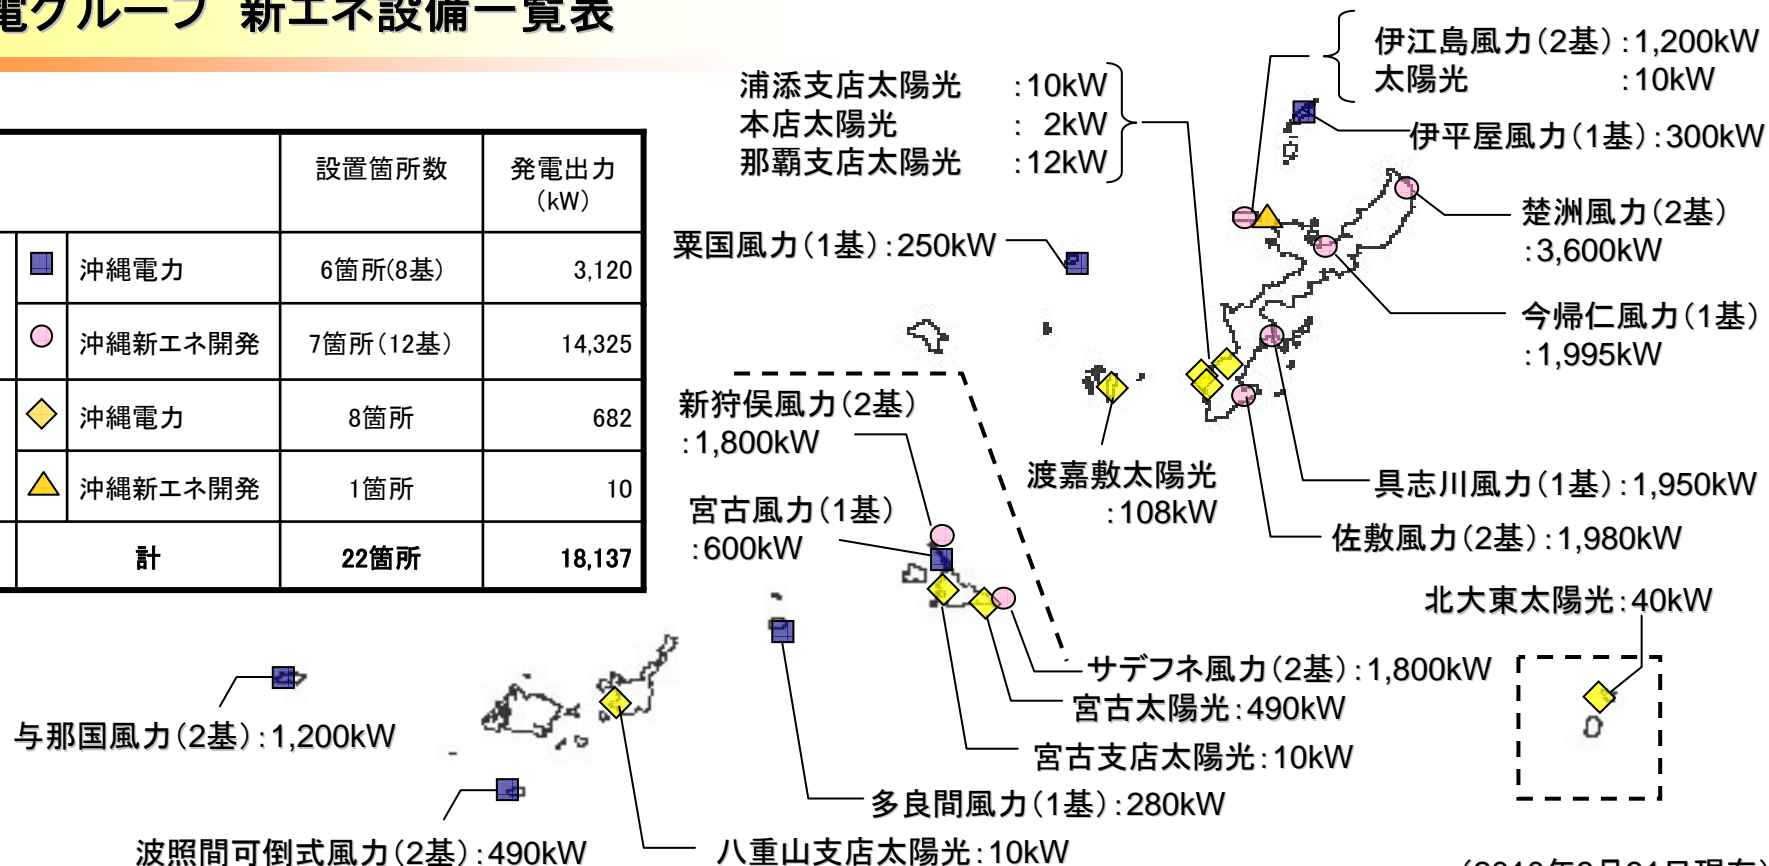 電グループ 新エネ設備一覧表
設置箇所数
発電出力
(kW)
沖縄電力
6箇所(8基)
3,120
沖縄新エネ開発
7箇所(12基)
14,325
沖縄電力
8箇所
682
沖縄新エネ開発
1箇所
10
計
22箇所
18,137
浦添支店太陽光 :10kW
本店太陽光 : 2kW
那覇支店太陽光 :12kW
伊江島風力(2基):1,200kW
太陽光 :10kW
伊平屋風力(1基):300kW
楚洲風力(2基)
:3,600kW
粟国風力(1基):250kW
今帰仁風力(1基)
:1,995kW
新狩俣風力(2基)
:1,800kW
渡嘉敷太陽光
:108kW
具志川風力(1基):1,950kW
宮古風力(1基)
:600kW
佐敷風力(2基):1,980kW
北大東太陽光:40kW
サデフネ風力(2基):1,800kW
宮古太陽光:490kW
与那国風力(2基):1,200kW
宮古支店太陽光:10kW
多良間風力(1基):280kW
波照間可倒式風力(2基):490kW
八重山支店太陽光:10kW